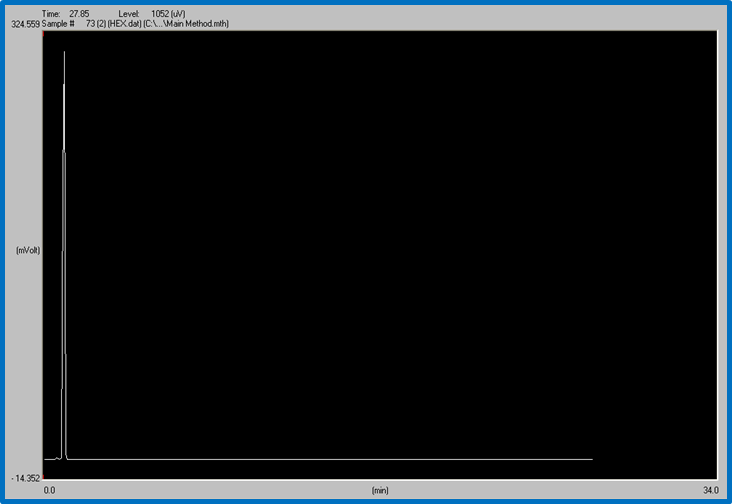 Time: 27.85 Level: 1052 (uV)
324.559 Sample # 73 (2) (HEX.dat) (C:\...\Main Method.mth)
(mVolt)
-14.352
0.0 (min) 34.0